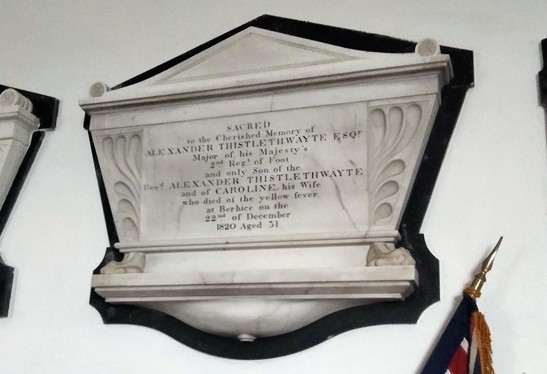 SACRED
to the Cherished Memory of
ALEXANDER THISTLETHWAYTE ESQr
Major of his Majesty's
2nd Regt of Foot
and only Son of the
Revd ALEXANDER THISTLETHWAYTE
and of CAROLINE, his Wife
who died of the yellow fever
at Berbice on the
22nd of December
1820 Aged 31